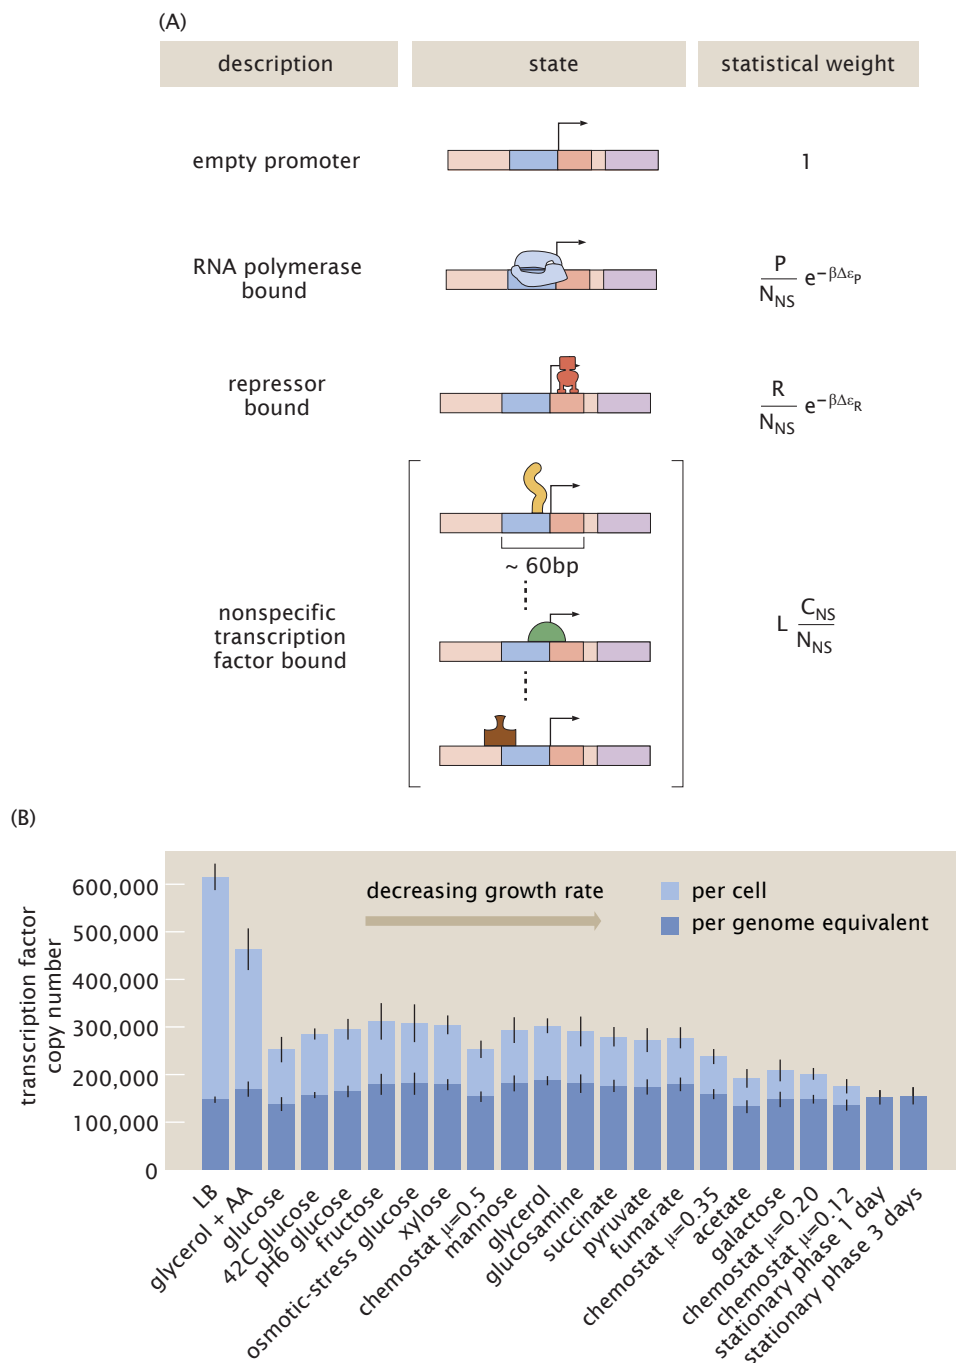 (A)
description
state
statistical weight
empty promoter
1
RNA polymerase
bound
P
N_NS
e^−βΔε_P
repressor
bound
R
N_NS
e^−βΔε_R
~ 60bp
nonspecific
transcription
factor bound
L
C_NS
N_NS
(B)
transcription factor
copy number
600,000
500,000
400,000
300,000
200,000
100,000
0
decreasing growth rate
per cell
per genome equivalent
LB
glycerol + AA
glucose
42C glucose
pH6 glucose
fructose
osmotic-stress glucose
xylose
chemostat μ=0.5
mannose
glycerol
glucosamine
succinate
pyruvate
fumarate
chemostat μ=0.35
acetate
galactose
chemostat μ=0.20
chemostat μ=0.12
stationary phase 1 day
stationary phase 3 days